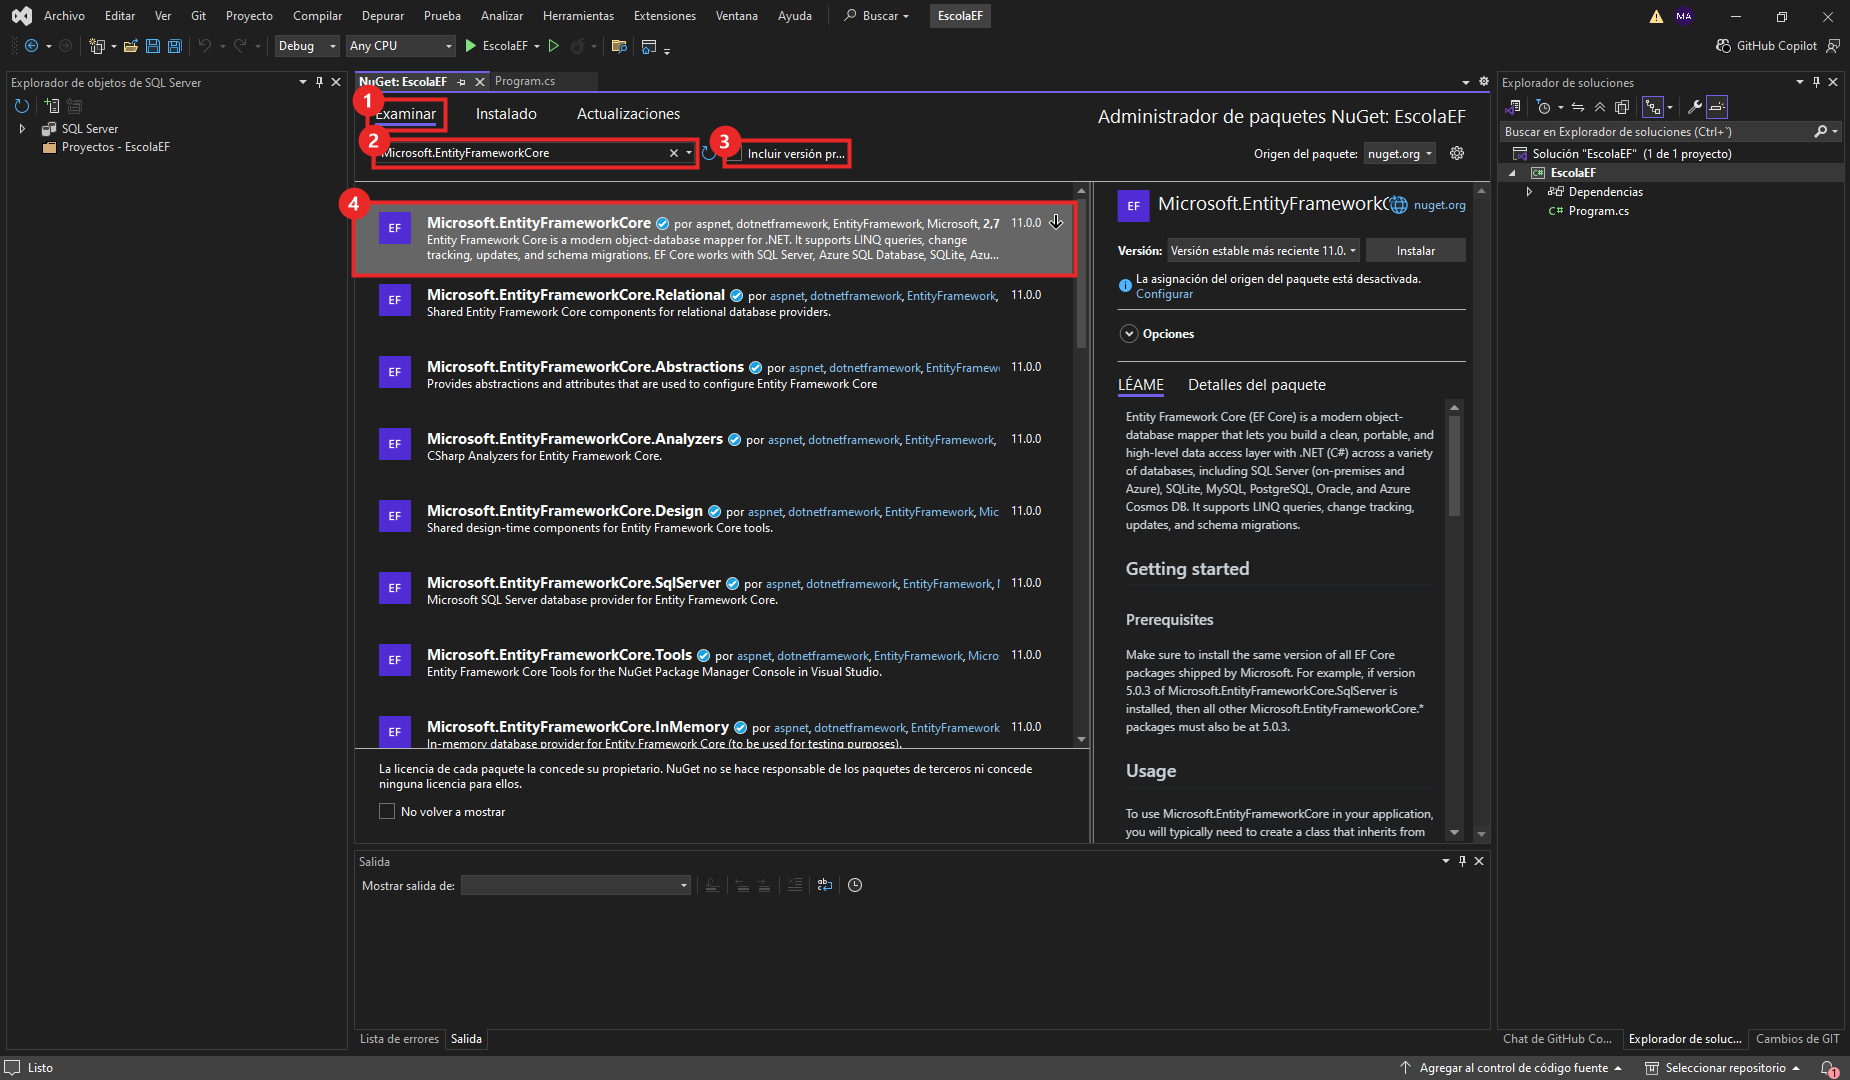 Archivo Editar Ver Git Proyecto Compilar Depurar Prueba Analizar Herramientas Extensiones Ventana Ayuda Buscar EscolaEF MA
Debug Any CPU EscolaEF GitHub Copilot
Explorador de objetos de SQL Server
SQL Server
Proyectos - EscolaEF
NuGet: EscolaEF Program.cs
1
Examinar Instalado Actualizaciones
Administrador de paquetes NuGet: EscolaEF
2
Microsoft.EntityFrameworkCore
3
Incluir versión pr...
Origen del paquete: nuget.org
4
EF
Microsoft.EntityFrameworkCore por aspnet, dotnetframework, EntityFramework, Microsoft, 2,7 11.0.0
Entity Framework Core is a modern object-database mapper for .NET. It supports LINQ queries, change
tracking, updates, and schema migrations. EF Core works with SQL Server, Azure SQL Database, SQLite, Azu...
EF
Microsoft.EntityFrameworkCore.Relational por aspnet, dotnetframework, EntityFramework, 11.0.0
Shared Entity Framework Core components for relational database providers.
EF
Microsoft.EntityFrameworkCore.Abstractions por aspnet, dotnetframework, EntityFramew 11.0.0
Provides abstractions and attributes that are used to configure Entity Framework Core
EF
Microsoft.EntityFrameworkCore.Analyzers por aspnet, dotnetframework, EntityFramework, 11.0.0
CSharp Analyzers for Entity Framework Core.
EF
Microsoft.EntityFrameworkCore.Design por aspnet, dotnetframework, EntityFramework, Mic 11.0.0
Shared design-time components for Entity Framework Core tools.
EF
Microsoft.EntityFrameworkCore.SqlServer por aspnet, dotnetframework, EntityFramework, 11.0.0
Microsoft SQL Server database provider for Entity Framework Core.
EF
Microsoft.EntityFrameworkCore.Tools por aspnet, dotnetframework, EntityFramework, Micro 11.0.0
Entity Framework Core Tools for the NuGet Package Manager Console in Visual Studio.
EF
Microsoft.EntityFrameworkCore.InMemory por aspnet, dotnetframework, EntityFramework 11.0.0
In-memory database provider for Entity Framework Core (to be used for testing purposes).
La licencia de cada paquete la concede su propietario. NuGet no se hace responsable de los paquetes de terceros ni concede
ninguna licencia para ellos.
No volver a mostrar
EF
Microsoft.EntityFrameworkC nuget.org
Versión: Versión estable más reciente 11.0. Instalar
La asignación del origen del paquete está desactivada.
Configurar
Opciones
LÉAME Detalles del paquete
Entity Framework Core (EF Core) is a modern object-
database mapper that lets you build a clean, portable, and
high-level data access layer with .NET (C#) across a variety
of databases, including SQL Server (on-premises and
Azure), SQLite, MySQL, PostgreSQL, Oracle, and Azure
Cosmos DB. It supports LINQ queries, change tracking,
updates, and schema migrations.
Getting started
Prerequisites
Make sure to install the same version of all EF Core
packages shipped by Microsoft. For example, if version
5.0.3 of Microsoft.EntityFrameworkCore.SqlServer is
installed, then all other Microsoft.EntityFrameworkCore.*
packages must also be at 5.0.3.
Usage
To use Microsoft.EntityFrameworkCore in your application,
you will typically need to create a class that inherits from
Explorador de soluciones
Buscar en Explorador de soluciones (Ctrl+`)
Solución "EscolaEF" (1 de 1 proyecto)
C# EscolaEF
Dependencias
C# Program.cs
Salida
Mostrar salida de:
Lista de errores Salida
Chat de GitHub Co... Explorador de soluc... Cambios de GIT
Listo
Agregar al control de código fuente Seleccionar repositorio 1